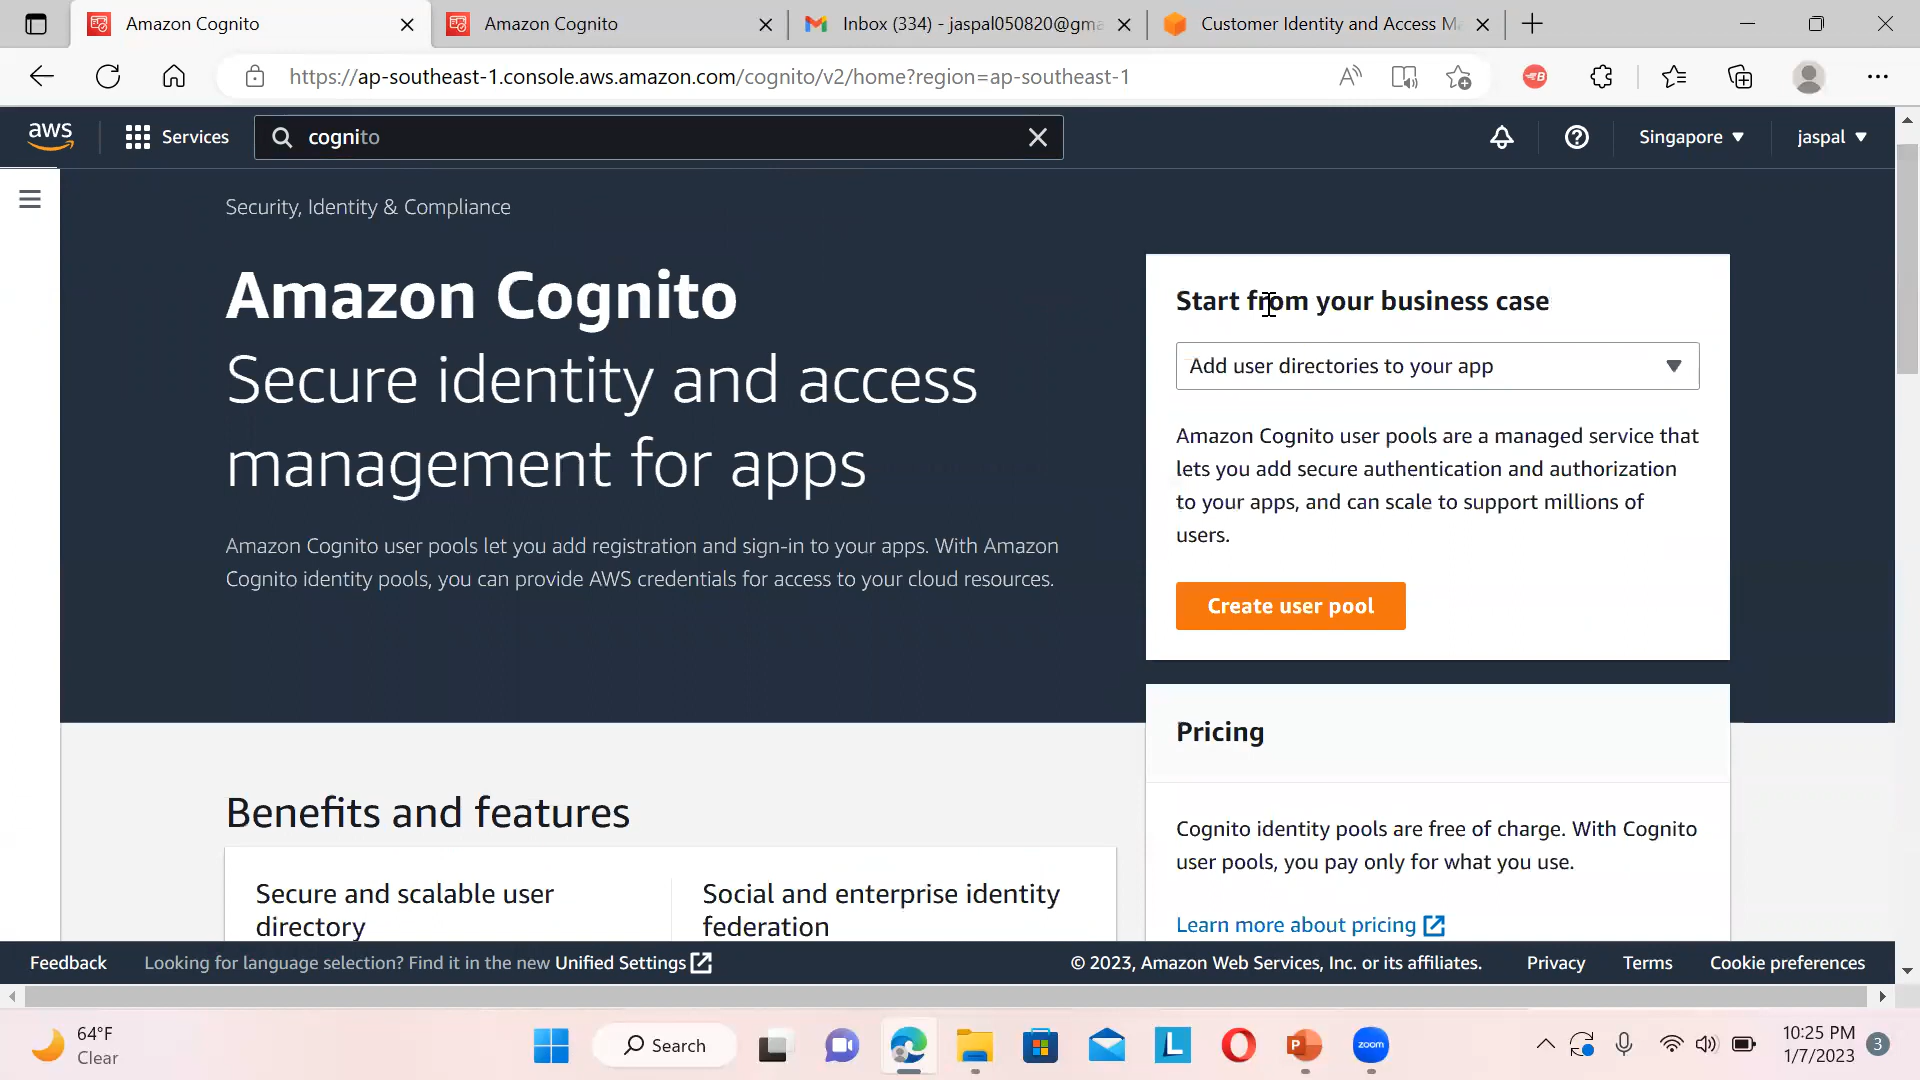 Amazon Cognito
Amazon Cognito
Inbox (334) - jaspal050820@gma
Customer Identity and Access Ma
https://ap-southeast-1.console.aws.amazon.com/cognito/v2/home?region=ap-southeast-1
aws
Services
cognito
Singapore
jaspal
Security, Identity & Compliance
Amazon Cognito
Secure identity and access
management for apps
Amazon Cognito user pools let you add registration and sign-in to your apps. With Amazon
Cognito identity pools, you can provide AWS credentials for access to your cloud resources.
Start from your business case
Add user directories to your app
Amazon Cognito user pools are a managed service that
lets you add secure authentication and authorization
to your apps, and can scale to support millions of
users.
Create user pool
Pricing
Cognito identity pools are free of charge. With Cognito
user pools, you pay only for what you use.
Learn more about pricing
Benefits and features
Secure and scalable user
directory
Social and enterprise identity
federation
Feedback
Looking for language selection? Find it in the new Unified Settings
© 2023, Amazon Web Services, Inc. or its affiliates.
Privacy
Terms
Cookie preferences
64°F
Clear
Search
L
P
zoom
10:25 PM
1/7/2023
3